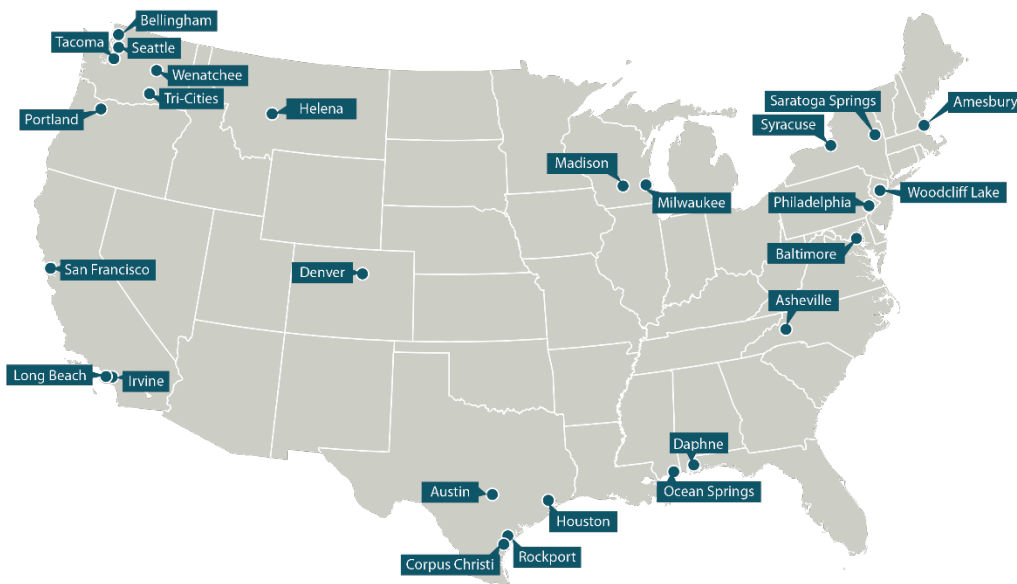 Bellingham
Tacoma
Seattle
Wenatchee
Tri-Cities
Portland
Helena
Saratoga Springs
Amesbury
Syracuse
Madison
Milwaukee
Woodcliff Lake
Philadelphia
Baltimore
San Francisco
Denver
Asheville
Long Beach
Irvine
Daphne
Austin
Ocean Springs
Houston
Rockport
Corpus Christi